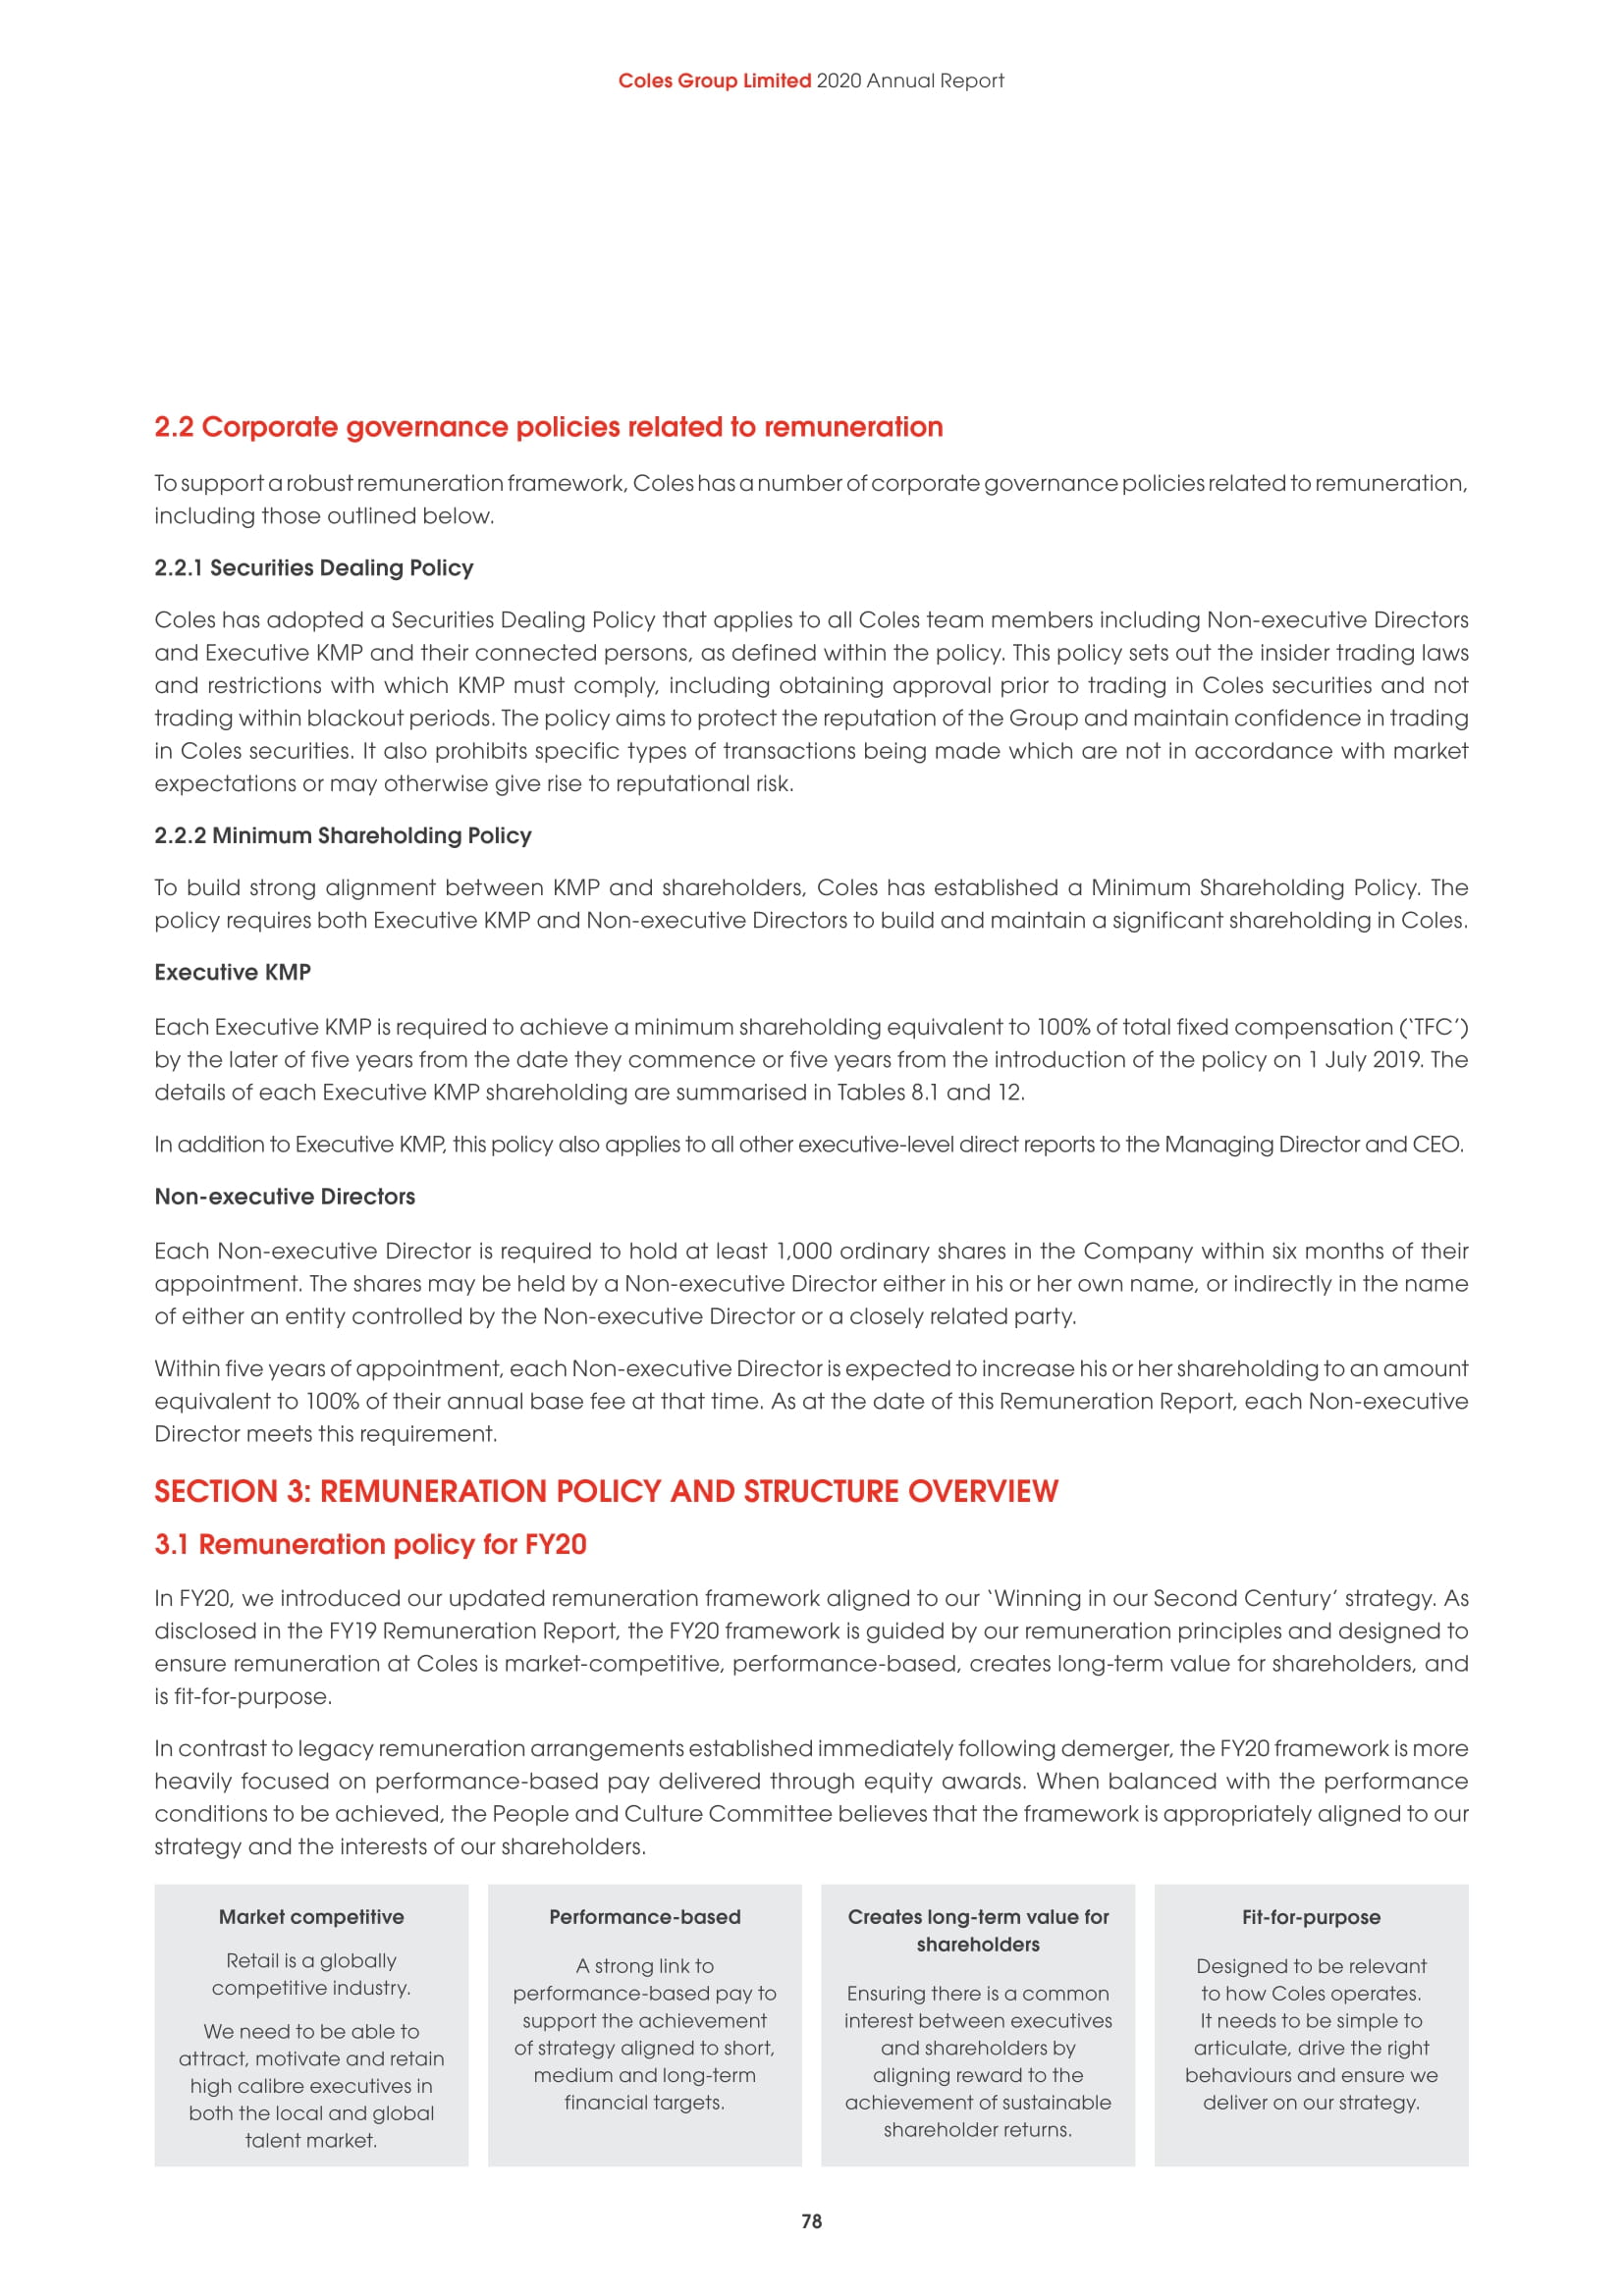 Coles Group Limited 2020 Annual Report
2.2 Corporate governance policies related to remuneration
To support a robust remuneration framework, Coles has a number of corporate governance policies related to remuneration,
including those outlined below.
2.2.1 Securities Dealing Policy
Coles has adopted a Securities Dealing Policy that applies to all Coles team members including Non-executive Directors
and Executive KMP and their connected persons, as defined within the policy. This policy sets out the insider trading laws
and restrictions with which KMP must comply, including obtaining approval prior to trading in Coles securities and not
trading within blackout periods. The policy aims to protect the reputation of the Group and maintain confidence in trading
in Coles securities. It also prohibits specific types of transactions being made which are not in accordance with market
expectations or may otherwise give rise to reputational risk.
2.2.2 Minimum Shareholding Policy
To build strong alignment between KMP and shareholders, Coles has established a Minimum Shareholding Policy. The
policy requires both Executive KMP and Non-executive Directors to build and maintain a significant shareholding in Coles.
Executive KMP
Each Executive KMP is required to achieve a minimum shareholding equivalent to 100% of total fixed compensation (‘TFC’)
by the later of five years from the date they commence or five years from the introduction of the policy on 1 July 2019. The
details of each Executive KMP shareholding are summarised in Tables 8.1 and 12.
In addition to Executive KMP, this policy also applies to all other executive-level direct reports to the Managing Director and CEO.
Non-executive Directors
Each Non-executive Director is required to hold at least 1,000 ordinary shares in the Company within six months of their
appointment. The shares may be held by a Non-executive Director either in his or her own name, or indirectly in the name
of either an entity controlled by the Non-executive Director or a closely related party.
Within five years of appointment, each Non-executive Director is expected to increase his or her shareholding to an amount
equivalent to 100% of their annual base fee at that time. As at the date of this Remuneration Report, each Non-executive
Director meets this requirement.
SECTION 3: REMUNERATION POLICY AND STRUCTURE OVERVIEW
3.1 Remuneration policy for FY20
In FY20, we introduced our updated remuneration framework aligned to our ‘Winning in our Second Century’ strategy. As
disclosed in the FY19 Remuneration Report, the FY20 framework is guided by our remuneration principles and designed to
ensure remuneration at Coles is market-competitive, performance-based, creates long-term value for shareholders, and
is fit-for-purpose.
In contrast to legacy remuneration arrangements established immediately following demerger, the FY20 framework is more
heavily focused on performance-based pay delivered through equity awards. When balanced with the performance
conditions to be achieved, the People and Culture Committee believes that the framework is appropriately aligned to our
strategy and the interests of our shareholders.
Market competitive
Retail is a globally
competitive industry.
We need to be able to
attract, motivate and retain
high calibre executives in
both the local and global
talent market.
Performance-based
A strong link to
performance-based pay to
support the achievement
of strategy aligned to short,
medium and long-term
financial targets.
Creates long-term value for
shareholders
Ensuring there is a common
interest between executives
and shareholders by
aligning reward to the
achievement of sustainable
shareholder returns.
Fit-for-purpose
Designed to be relevant
to how Coles operates.
It needs to be simple to
articulate, drive the right
behaviours and ensure we
deliver on our strategy.
78